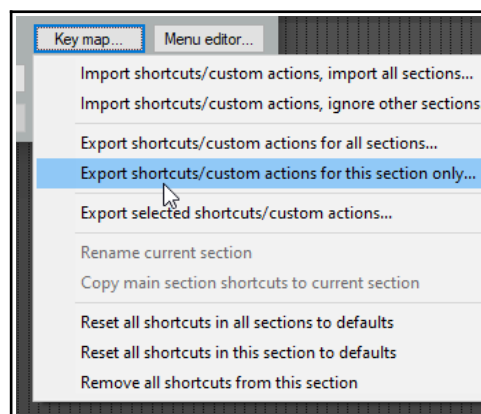 Key map... Menu editor...
Import shortcuts/custom actions, import all sections...
Import shortcuts/custom actions, ignore other sections
Export shortcuts/custom actions for all sections...
Export shortcuts/custom actions for this section only...
Export selected shortcuts/custom actions...
Rename current section
Copy main section shortcuts to current section
Reset all shortcuts in all sections to defaults
Reset all shortcuts in this section to defaults
Remove all shortcuts from this section